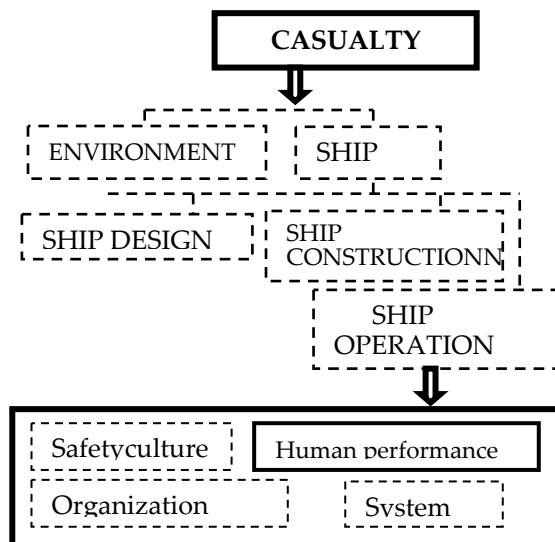 CASUALTY
ENVIRONMENT
SHIP
SHIP DESIGN
SHIP
CONSTRUCTIONN
SHIP
OPERATION
Safetyculture
Human performance
Organization
System